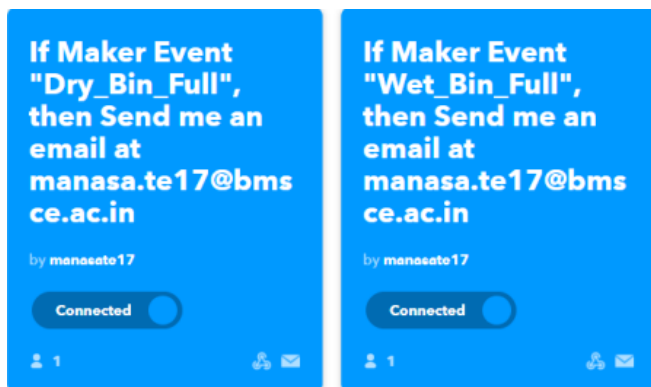 If Maker Event
"Dry_Bin_Full",
then Send me an
email at
manasa.te17@bms
ce.ac.in
by manasate17
Connected
1
If Maker Event
"Wet_Bin_Full",
then Send me an
email at
manasa.te17@bms
ce.ac.in
by manasate17
Connected
1